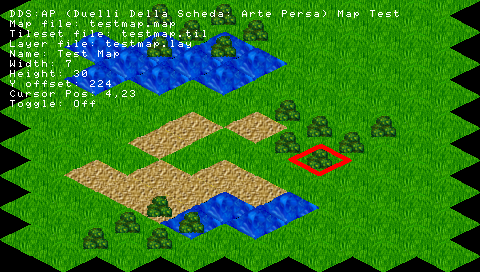 DDS:AP (Duelli Della Scheda: Arte Persa) Map Test
Map file: testmap.map
Tileset file: testmap.til
Layer file: testmap.lay
Name: Test Map
Width: 7
Height: 30
Y offset: 224
Cursor Pos: 4,23
Toggle: Off